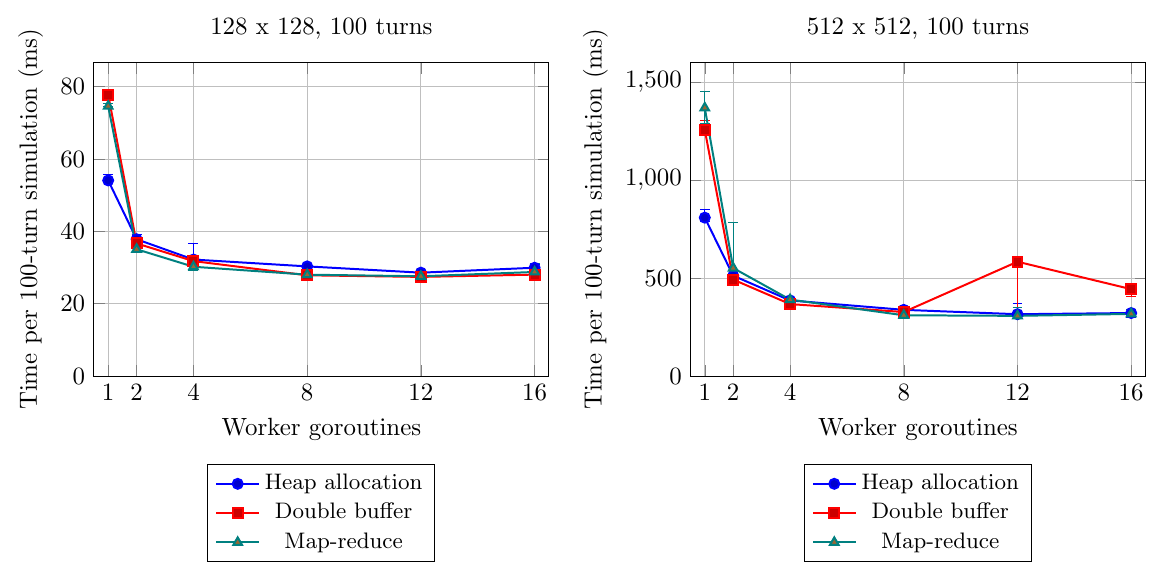 128 x 128, 100 turns
Time per 100-turn simulation (ms)
80
60
40
20
0
1 2 4 8 12 16
Worker goroutines
Heap allocation
Double buffer
Map-reduce
512 x 512, 100 turns
Time per 100-turn simulation (ms)
1,500
1,000
500
0
1 2 4 8 12 16
Worker goroutines
Heap allocation
Double buffer
Map-reduce